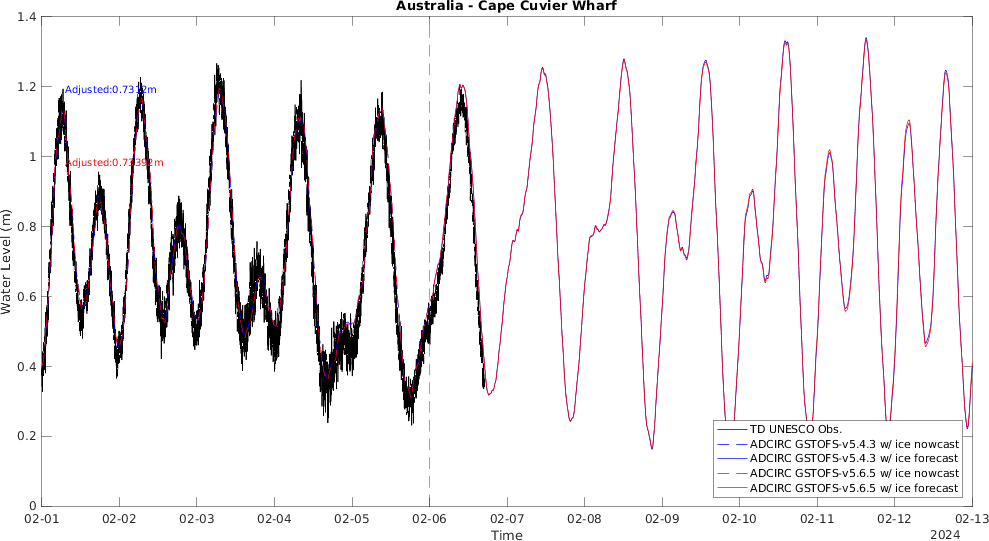 Australia - Cape Cuvier Wharf
1.4
1.2
1
0.8
0.6
0.4
0.2
0
Water Level (m)
Adjusted:0.7312m
Adjusted:0.73392m
TD UNESCO Obs.
ADCIRC GSTOFS-v5.4.3 w/ ice nowcast
ADCIRC GSTOFS-v5.4.3 w/ ice forecast
ADCIRC GSTOFS-v5.6.5 w/ ice nowcast
ADCIRC GSTOFS-v5.6.5 w/ ice forecast
02-01 02-02 02-03 02-04 02-05 02-06 02-07 02-08 02-09 02-10 02-11 02-12 02-13
Time
2024